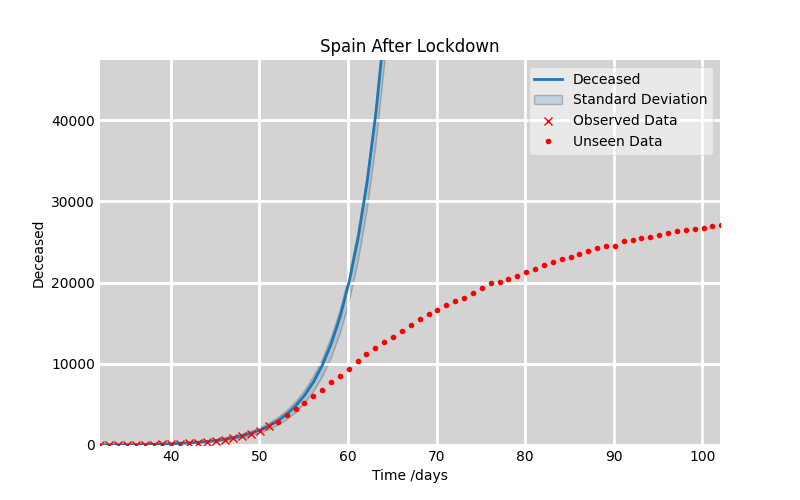 Spain After Lockdown
Deceased
Standard Deviation
Observed Data
Unseen Data
Deceased
40000
30000
20000
10000
0
40 50 60 70 80 90 100
Time /days